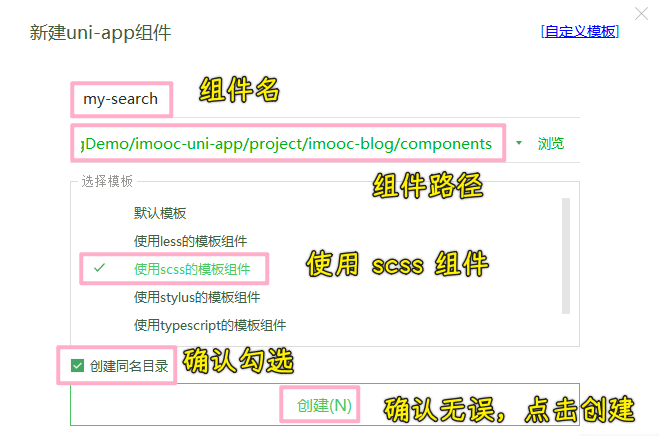 新建uni-app组件
[自定义模板]
my-search
组件名
gDemo/imooc-uni-app/project/imooc-blog/components
浏览
组件路径
选择模板
默认模板
使用less的模板组件
使用scss的模板组件
使用 scss 组件
使用stylus的模板组件
使用typescript的模板组件
创建同名目录
确认勾选
创建(N)
确认无误，点击创建